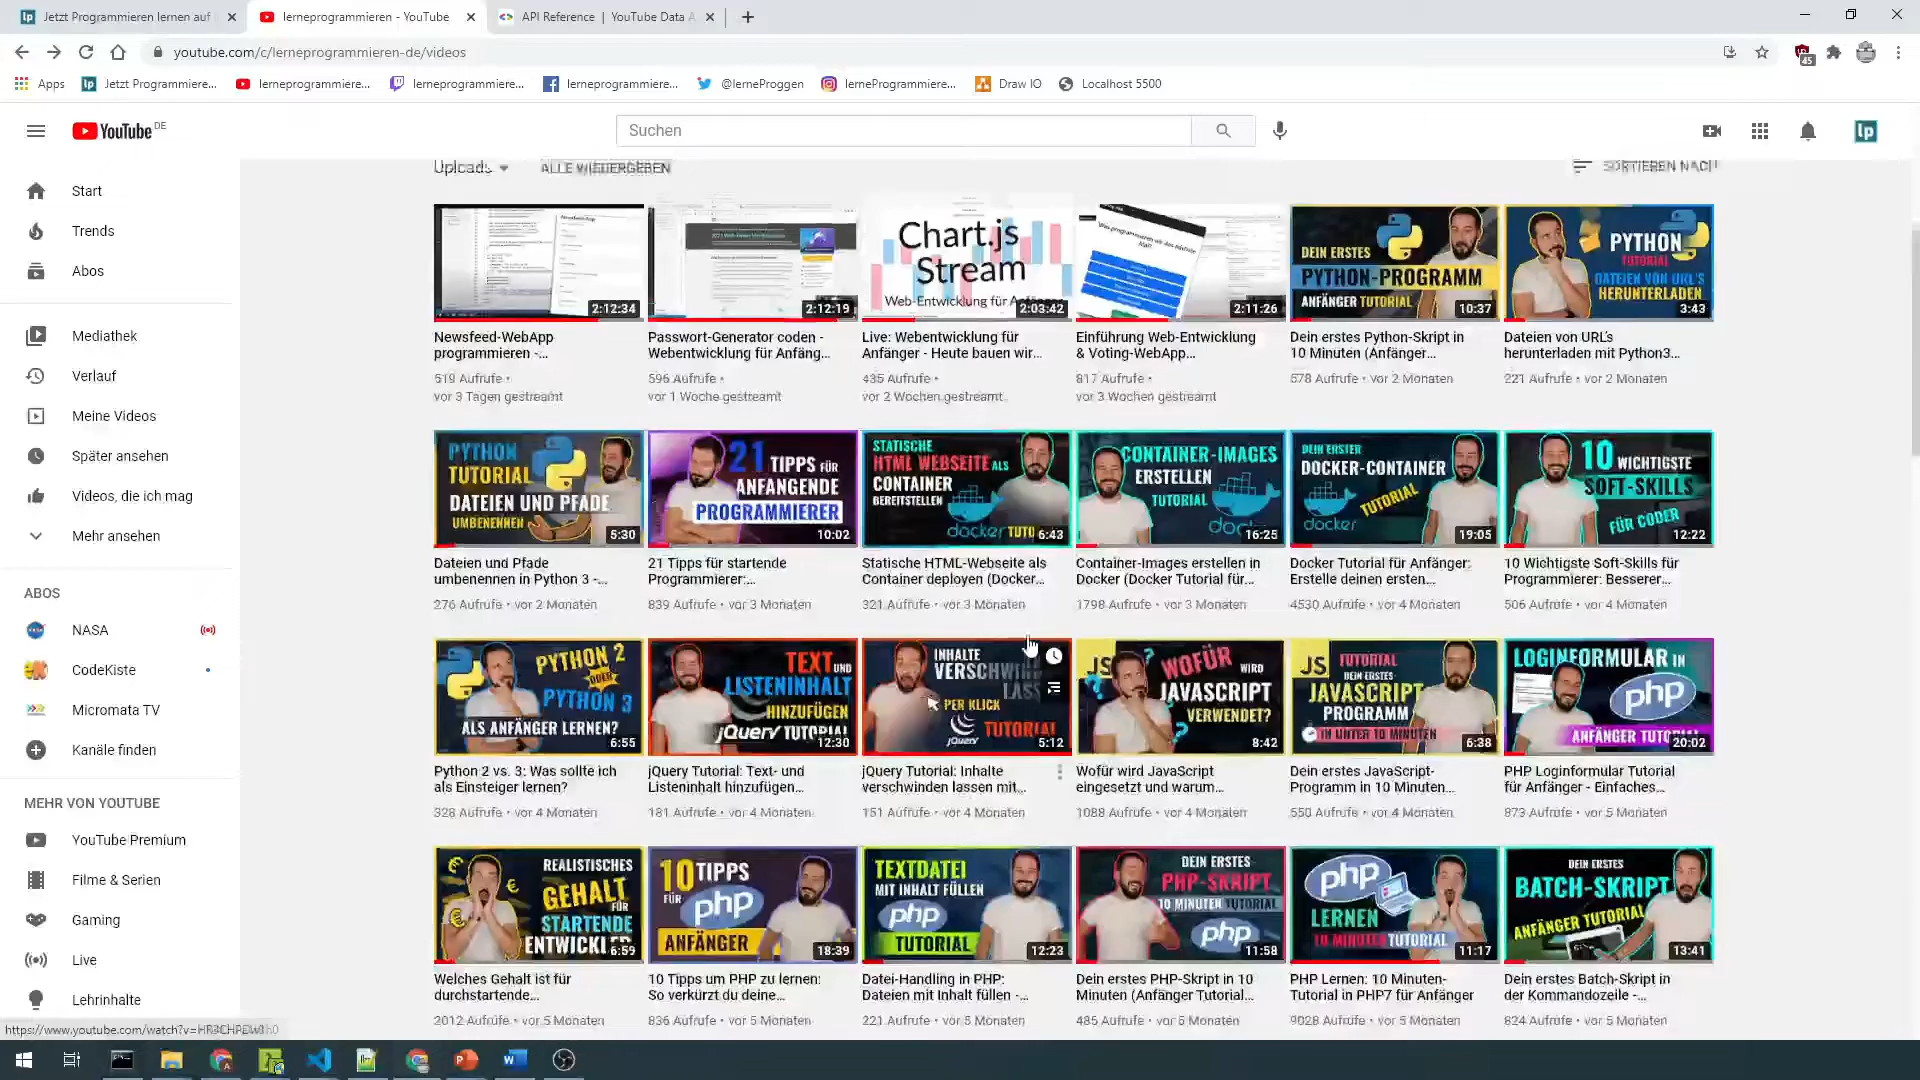 Jetzt Programmieren lernen auf
lerneprogrammieren - YouTube
API Reference | YouTube Data A
youtube.com/c/lerneprogrammieren-de/videos
45
Apps
Jetzt Programmiere...
lerneprogrammiere...
lerneprogrammiere...
lerneprogrammiere...
@lerneProggen
lerneProgrammiere...
Draw IO
Localhost 5500
YouTube DE
Suchen
Start
Trends
Abos
Mediathek
Verlauf
Meine Videos
Später ansehen
Videos, die ich mag
Mehr ansehen
ABOS
NASA
CodeKiste
Micromata TV
Kanäle finden
MEHR VON YOUTUBE
YouTube Premium
Filme & Serien
Gaming
Live
Lehrinhalte
Uploads
ALLE WIEDERGEBEN
SORTIEREN NACH
2:12:34
Newsfeed-WebApp
programmieren -...
519 Aufrufe •
vor 3 Tagen gestreamt
2:12:19
Passwort-Generator coden -
Webentwicklung für Anfäng...
596 Aufrufe •
vor 1 Woche gestreamt
Chart.js
Stream
Web-Entwicklung für
2:03:42
Live: Webentwicklung für
Anfänger - Heute bauen wir...
435 Aufrufe •
vor 2 Wochen gestreamt
2:11:26
Einführung Web-Entwicklung
& Voting-WebApp...
817 Aufrufe •
vor 3 Wochen gestreamt
DEIN ERSTES
PYTHON-PROGRAMM
ANFÄNGER TUTORIAL
10:37
Dein erstes Python-Skript in
10 Minuten (Anfänger...
578 Aufrufe • vor 2 Monaten
PYTHON
TUTORIAL
DATEIEN VON URL'S
HERUNTERLADEN
3:43
Dateien von URL's
herunterladen mit Python3...
221 Aufrufe • vor 2 Monaten
PYTHON
TUTORIAL
DATEIEN UND PFADE
UMBENENNEN
5:30
Dateien und Pfade
umbenennen in Python 3 -...
276 Aufrufe • vor 2 Monaten
21 TIPPS FÜR
ANFANGENDE
PROGRAMMIERER
10:02
21 Tipps für startende
Programmierer:...
839 Aufrufe • vor 3 Monaten
STATISCHE
HTML WEBSEITE ALS
CONTAINER
BEREITSTELLEN
docker TUTO
6:43
Statische HTML-Webseite als
Container deployen (Docker...
321 Aufrufe • vor 3 Monaten
CONTAINER-IMAGES
ERSTELLEN
TUTORIAL
16:25
Container-Images erstellen in
Docker (Docker Tutorial für...
1798 Aufrufe • vor 3 Monaten
DEIN ERSTER
DOCKER-CONTAINER
TUTORIAL
docker
19:05
Docker Tutorial für Anfänger:
Erstelle deinen ersten...
4530 Aufrufe • vor 4 Monaten
10 WICHTIGSTE
SOFT-SKILLS
FÜR CODER
12:22
10 Wichtigste Soft-Skills für
Programmierer: Besserer...
506 Aufrufe • vor 4 Monaten
PYTHON 2
ODER
PYTHON 3
ALS ANFÄNGER LERNEN?
6:55
Python 2 vs. 3: Was sollte ich
als Einsteiger lernen?
328 Aufrufe • vor 4 Monaten
TEXT UND
LISTENINHALT
HINZUFÜGEN
jQuery TUTORIAL
12:30
jQuery Tutorial: Text- und
Listeninhalt hinzufügen...
181 Aufrufe • vor 4 Monaten
INHALTE
VERSCHWIND
LASS
PER KLICK
jQuery TUTORIAL
5:12
jQuery Tutorial: Inhalte
verschwinden lassen mit...
151 Aufrufe • vor 4 Monaten
JS WOFÜR WIRD
JAVASCRIPT
VERWENDET?
8:42
Wofür wird JavaScript
eingesetzt und warum...
1088 Aufrufe • vor 4 Monaten
JS TUTORIAL
DEIN ERSTES
JAVASCRIPT
PROGRAMM
IN UNTER 10 MINUTEN
6:38
Dein erstes JavaScript-
Programm in 10 Minuten...
550 Aufrufe • vor 4 Monaten
LOGINFORMULAR IN
php
ANFÄNGER TUTORIAL
20:02
PHP Loginformular Tutorial
für Anfänger - Einfaches...
873 Aufrufe • vor 5 Monaten
REALISTISCHES
GEHALT
FÜR
STARTENDE
ENTWICKLER
6:59
Welches Gehalt ist für
durchstartende...
2012 Aufrufe • vor 5 Monaten
10 TIPPS
FÜR php
ANFÄNGER
18:39
10 Tipps um PHP zu lernen:
So verkürzt du deine...
836 Aufrufe • vor 5 Monaten
TEXTDATEI
MIT INHALT FÜLLEN
php
TUTORIAL
12:23
Datei-Handling in PHP:
Dateien mit Inhalt füllen -...
221 Aufrufe • vor 5 Monaten
DEIN ERSTES
PHP-SKRIPT
10 MINUTEN TUTORIAL
php
11:58
Dein erstes PHP-Skript in 10
Minuten (Anfänger Tutorial...
485 Aufrufe • vor 5 Monaten
php
LERNEN
10 MINUTEN TUTORIAL
11:17
PHP Lernen: 10 Minuten-
Tutorial in PHP7 für Anfänger
9028 Aufrufe • vor 5 Monaten
DEIN ERSTES
BATCH-SKRIPT
ANFÄNGER TUTORIAL
13:41
Dein erstes Batch-Skript in
der Kommandozeile -...
824 Aufrufe • vor 5 Monaten